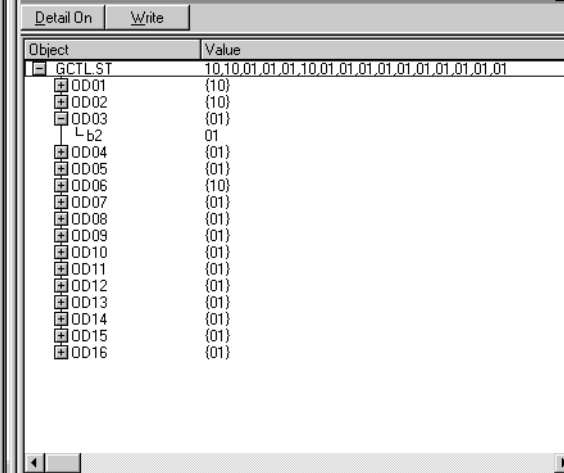 Detail On Write
Object Value
GCTL.ST 10,10,01,01,01,10,01,01,01,01,01,01,01,01,01,01
OD01 {10}
OD02 {10}
OD03 {01}
b2 01
OD04 {01}
OD05 {01}
OD06 {10}
OD07 {01}
OD08 {01}
OD09 {01}
OD10 {01}
OD11 {01}
OD12 {01}
OD13 {01}
OD14 {01}
OD15 {01}
OD16 {01}